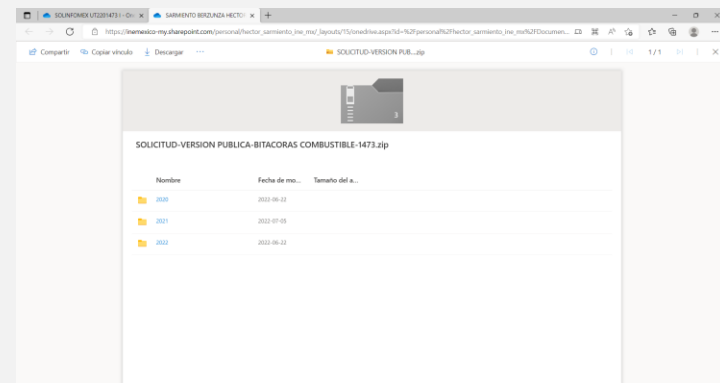 SOLINFOMEX UT2201473 I - On
SARMIENTO BERZUNZA HECTOR
https://inemexico-my.sharepoint.com/personal/hector_sarmiento_ine_mx/_layouts/15/onedrive.aspx?id=%2Fpersonal%2Fhector_sarmiento_ine_mx%2FDocumen...
Compartir Copiar vínculo Descargar ... SOLICITUD-VERSION PUB...zip 1 / 1
3
SOLICITUD-VERSION PUBLICA-BITACORAS COMBUSTIBLE-1473.zip
Nombre Fecha de mo... Tamaño del a...
2020 2022-06-22
2021 2022-07-05
2022 2022-06-22